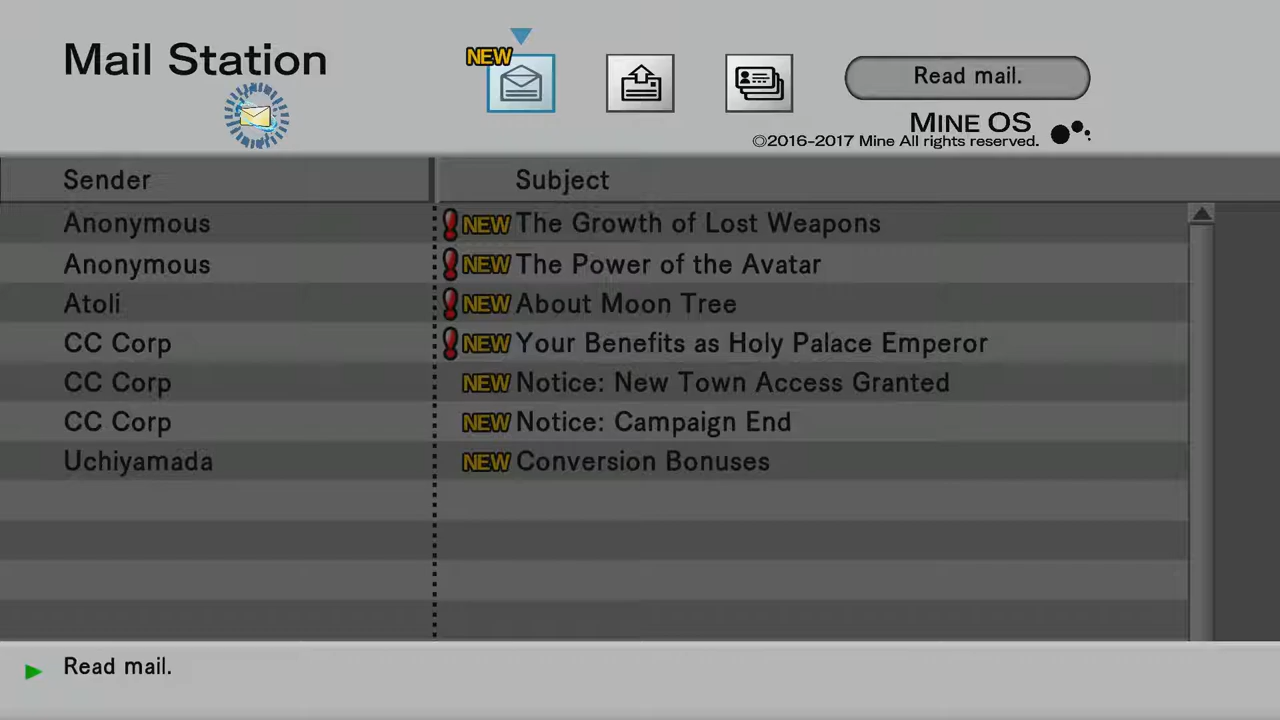 Mail Station
NEW
Read mail.
MINE OS
©2016-2017 Mine All rights reserved.
Sender Subject
Anonymous NEW The Growth of Lost Weapons
Anonymous NEW The Power of the Avatar
Atoli NEW About Moon Tree
CC Corp NEW Your Benefits as Holy Palace Emperor
CC Corp NEW Notice: New Town Access Granted
CC Corp NEW Notice: Campaign End
Uchiyamada NEW Conversion Bonuses
Read mail.